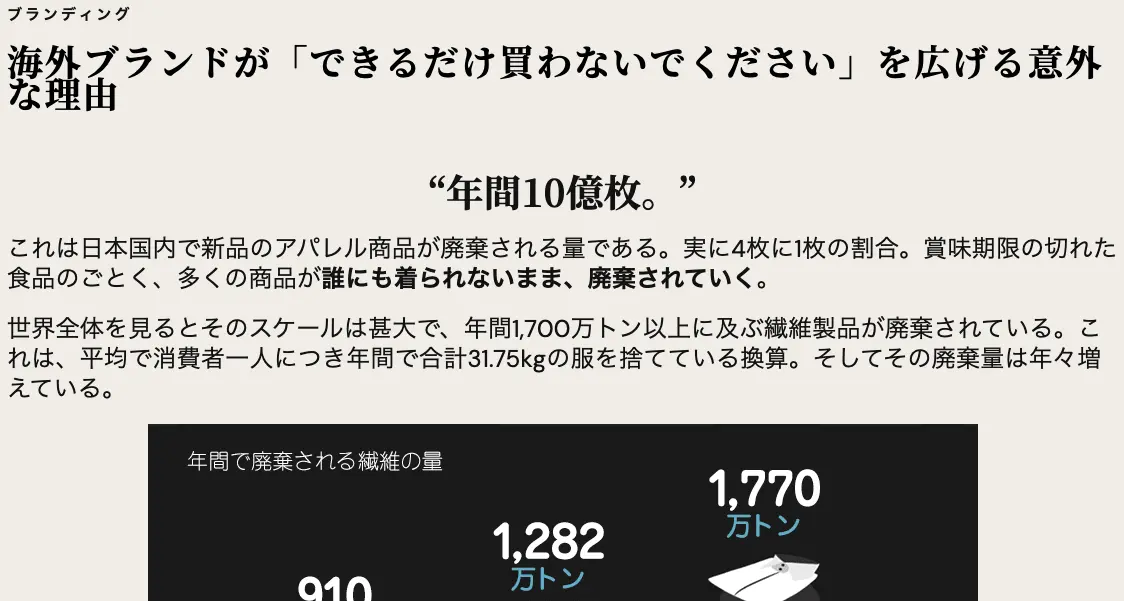 ブランディング
海外ブランドが「できるだけ買わないでください」を広げる意外
な理由
“年間10億枚。”
これは日本国内で新品のアパレル商品が廃棄される量である。実に4枚に1枚の割合。賞味期限の切れた
食品のごとく、多くの商品が誰にも着られないまま、廃棄されていく。
世界全体を見るとそのスケールは甚大で、年間1,700万トン以上に及ぶ繊維製品が廃棄されている。こ
れは、平均で消費者一人につき年間で合計31.75kgの服を捨てている換算。そしてその廃棄量は年々増
えている。
年間で廃棄される繊維の量
1,770
万トン
1,282
万トン
910